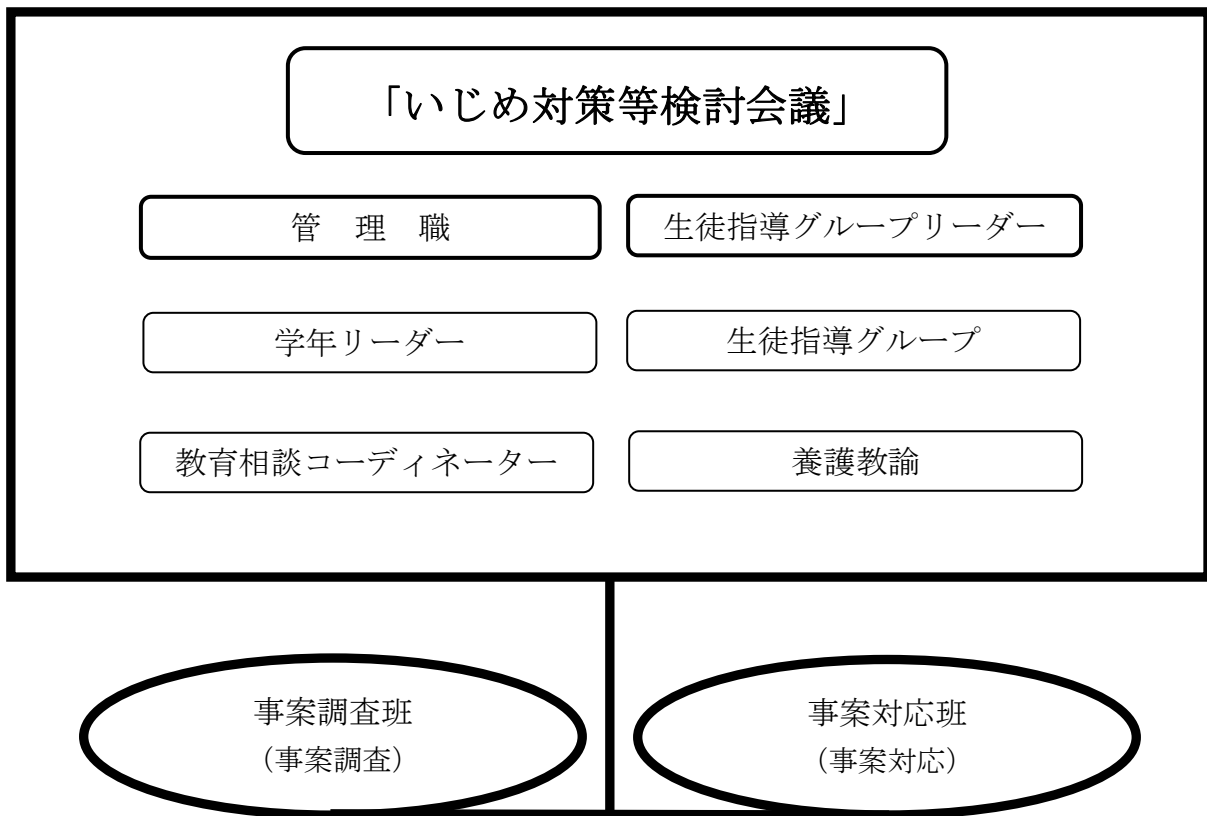 「いじめ対策等検討会議」
管　理　職
生徒指導グループリーダー
学年リーダー
生徒指導グループ
教育相談コーディネーター
養護教諭
事案調査班
（事案調査）
事案対応班
（事案対応）